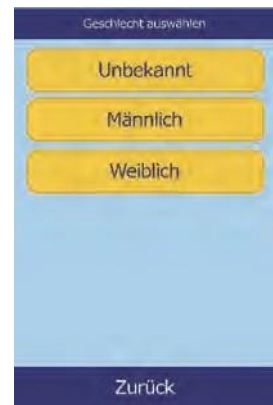 Geschlecht auswählen
Unbekannt
Männlich
Weiblich
Zurück